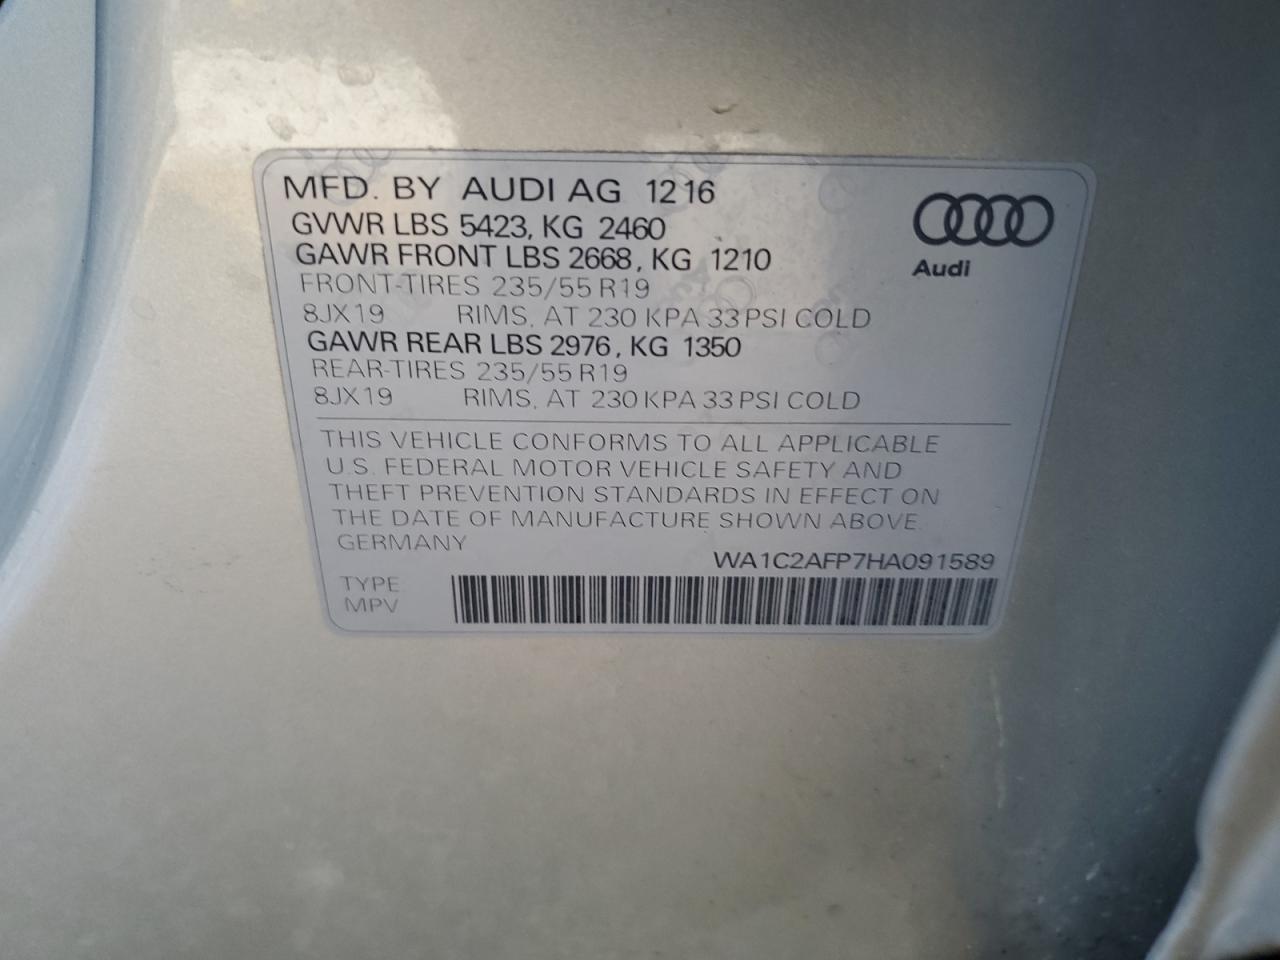 MFD. BY AUDI AG 12 16
GVWR LBS 5423, KG 2460
GAWR FRONT LBS 2668, KG 1210
FRONT-TIRES 235/55 R19
8JX19 RIMS, AT 230 KPA 33 PSI COLD
GAWR REAR LBS 2976, KG 1350
REAR-TIRES 235/55 R19
8JX19 RIMS, AT 230 KPA 33 PSI COLD
Audi
THIS VEHICLE CONFORMS TO ALL APPLICABLE
U.S. FEDERAL MOTOR VEHICLE SAFETY AND
THEFT PREVENTION STANDARDS IN EFFECT ON
THE DATE OF MANUFACTURE SHOWN ABOVE.
GERMANY
WA1C2AFP7HA091589
TYPE
MPV